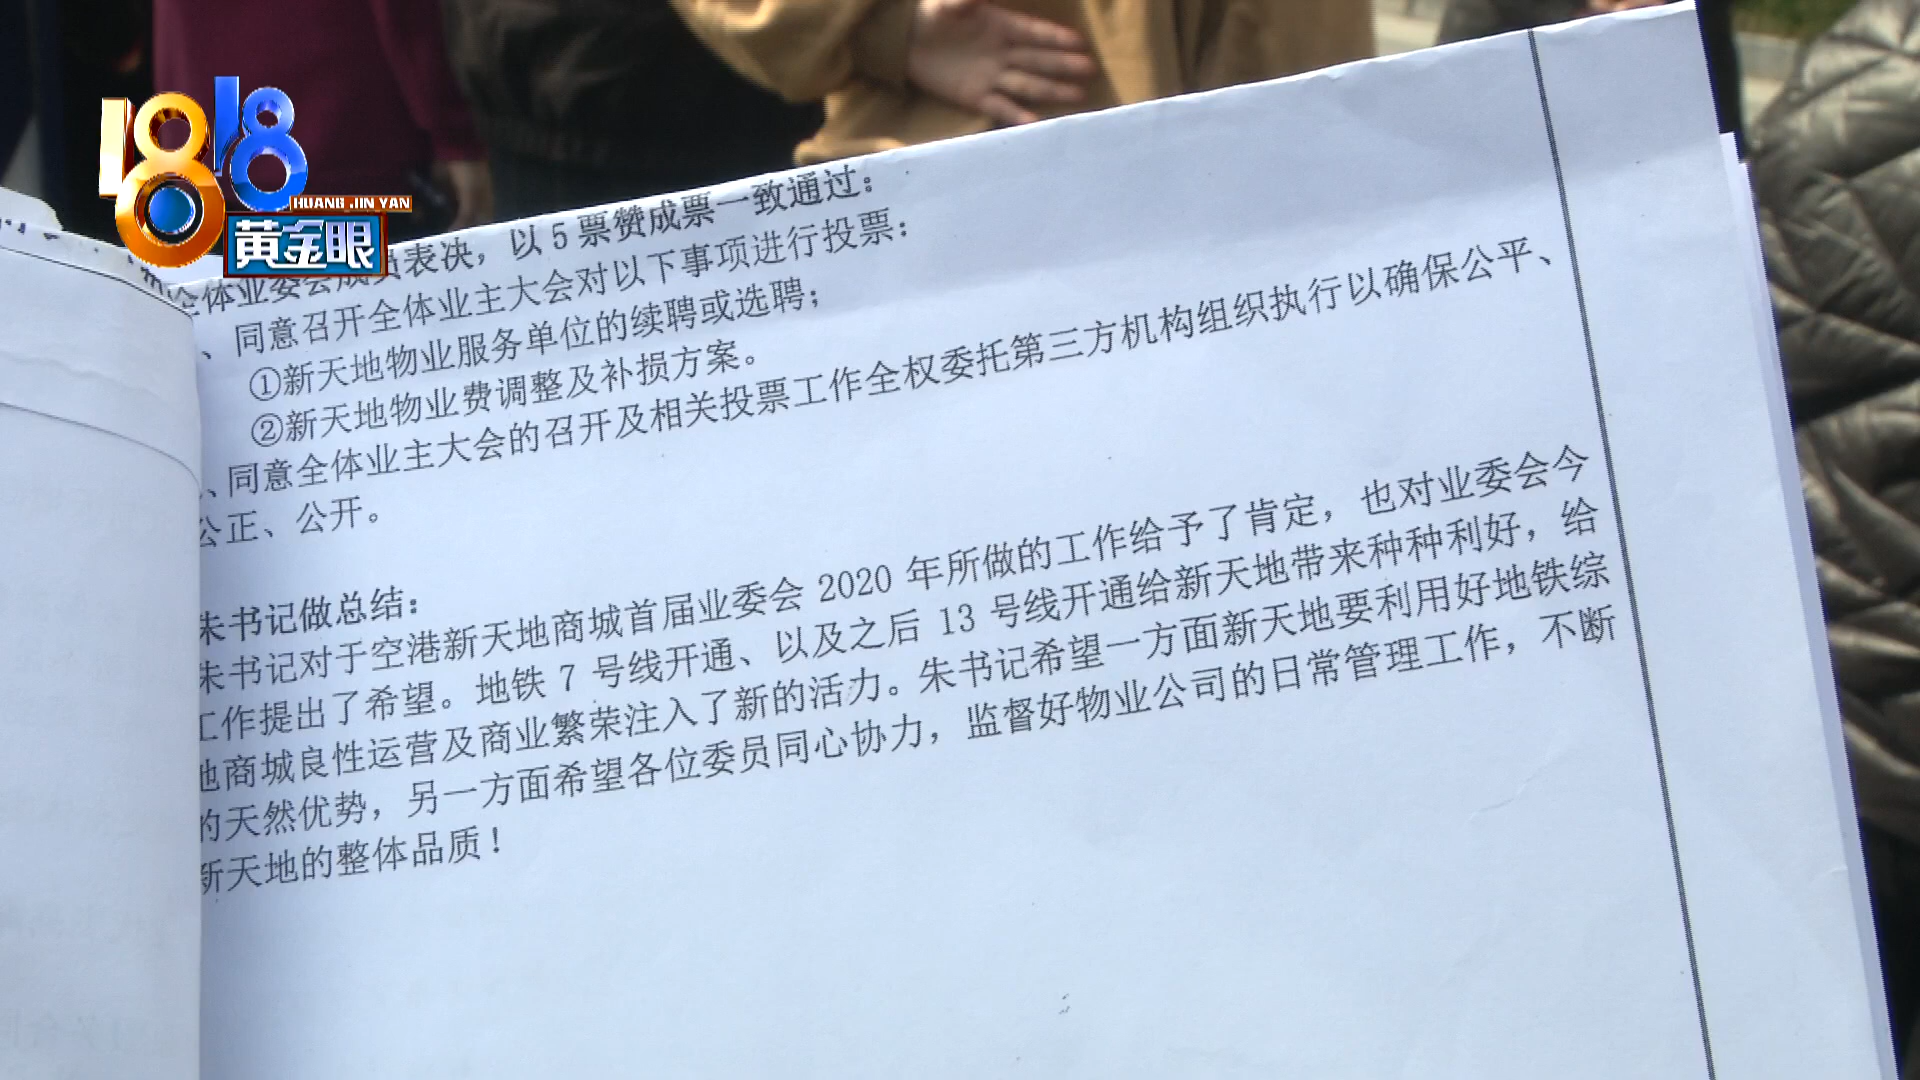 1818
HUANG JIN YAN
黄金眼
全体业委会成员表决，以5票赞成票一致通过：
、同意召开全体业主大会对以下事项进行投票：
①新天地物业服务单位的续聘或选聘；
②新天地物业费调整及补损方案。
、同意全体业主大会的召开及相关投票工作全权委托第三方机构组织执行以确保公平、
公正、公开。
朱书记做总结：
朱书记对于空港新天地商城首届业委会2020年所做的工作给予了肯定，也对业委会今
工作提出了希望。地铁7号线开通、以及之后13号线开通给新天地带来种种利好，给
地商城良性运营及商业繁荣注入了新的活力。朱书记希望一方面新天地要利用好地铁综
的天然优势，另一方面希望各位委员同心协力，监督好物业公司的日常管理工作，不断
新天地的整体品质！